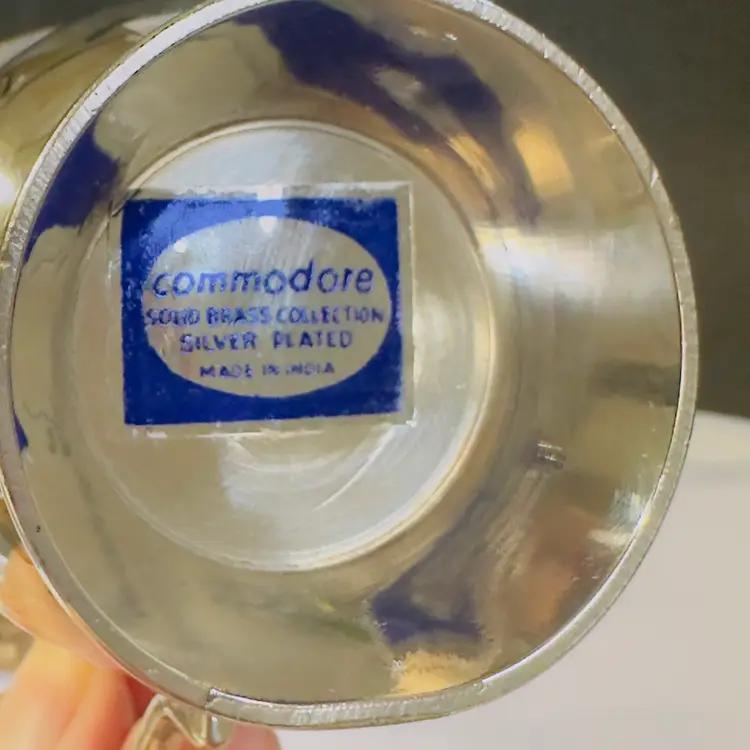 commodore
SOLID BRASS COLLECTION
SILVER PLATED
MADE IN INDIA